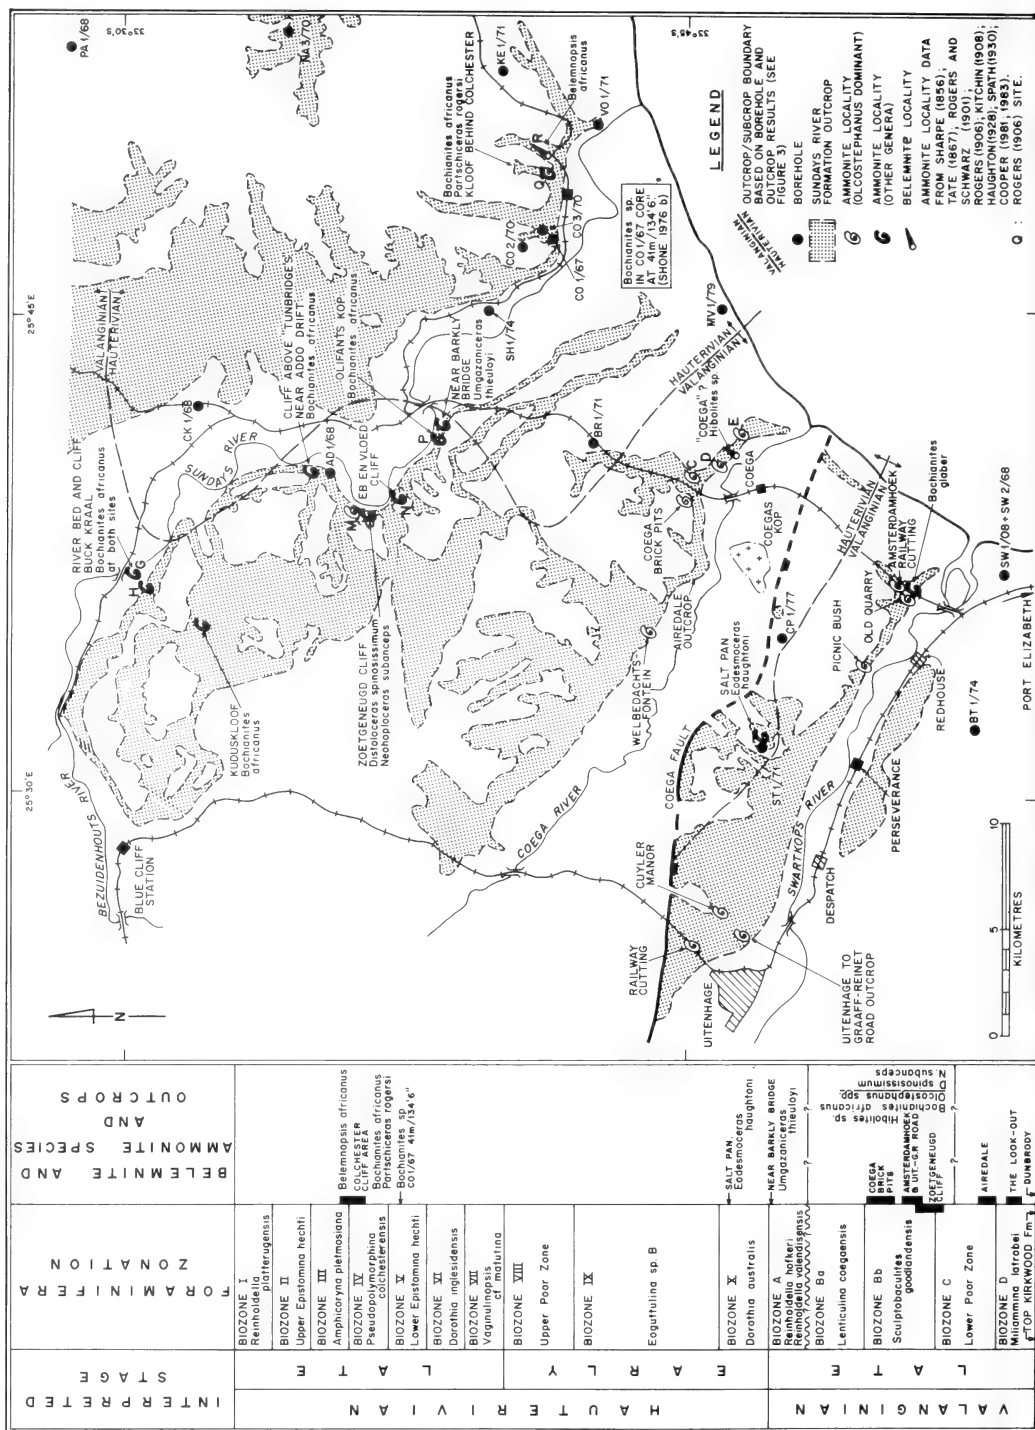 PA 1/68
33°30'S
NA 3/70
KE1/71
Bochianites africanus
Partschiceras rogersi
KLOOF BEHIND COLCHESTER
Belemnopsis
africanus
R
Q
VO 1/71
CO 2/70
CO 3/70
CO 1/67
Bochianites sp.
IN CO1/67 CORE
AT 41m/134'6"
(SHONE 1976 b)
33°45'S
LEGEND
VALANGINIAN
HAUTERIVIAN
OUTCROP/SUBCROP BOUNDARY
BASED ON BOREHOLE AND
OUTCROP RESULTS (SEE
FIGURE 3)
BOREHOLE
SUNDAYS RIVER
FORMATION OUTCROP
AMMONITE LOCALITY
(OLCOSTEPHANUS DOMINANT)
AMMONITE LOCALITY
(OTHER GENERA)
BELEMNITE LOCALITY
AMMONITE LOCALITY DATA
FROM SHARPE (1856);
TATE (1867); ROGERS AND
SCHWARZ (1901);
ROGERS (1906); KITCHIN (1908);
HAUGHTON (1928); SPATH (1930);
COOPER (1981, 1983).
Q : ROGERS (1906) SITE.
25°45'E
VALANGINIAN
HAUTERIVIAN
CK 1/68
SUNDAYS RIVER
CLIFF ABOVE "TUNBRIDGE'S"
NEAR ADDO DRIFT
Bochianites africanus
AD 1/68
OLIFANTS KOP
Bochianites africanus
NEAR BARKLY
BRIDGE
Umgazaniceras
thieuloyi
SH 1/74
P
EB EN VLOED
CLIFF
M
N
RIVER BED AND CLIFF
BUCK KRAAL
Bochianites africanus
at both sites
G
H
KUDUSKLOOF
Bochianites
africanus
ZOETGENEUGD CLIFF
Distoloceras spinosissimum
Neohoploceras subanceps
BR 1/71
MV 1/79
HAUTERIVIAN
VALANGINIAN
"COEGA" ?
Hibolites sp.
C
D
E
COEGA
COEGA
BRICK PITS
COEGAS
KOP
AIREDALE
OUTCROP
WELBEDACHTS-
FONTEIN
HAUTERIVIAN
VALANGINIAN
AMSTERDAMHOEK
RAILWAY
CUTTING
Bochianites
glaber
SW 1/08 + SW 2/68
OLD QUARRY
PICNIC BUSH
CP 1/77
SALT PAN
Eodesmoceras
haughtoni
ST 1/71
REDHOUSE
BT 1/74
PORT ELIZABETH
25°30'E
BEZUIDENHOUTS RIVER
BLUE CLIFF
STATION
COEGA RIVER
COEGA FAULT
SWARTKOPS RIVER
PERSEVERANCE
DESPATCH
CUYLER
MANOR
RAILWAY
CUTTING
UITENHAGE
UITENHAGE TO
GRAAFF-REINET
ROAD OUTCROP
N
0 5 10
KILOMETRES
INTERPRETED
STAGE
FORAMINIFERA
ZONATION
BELEMNITE AND
AMMONITE SPECIES
AND
OUTCROPS
HAUTERIVIAN
LATE
EARLY
VALANGINIAN
LATE
BIOZONE I
Reinholdella
platterugensis
BIOZONE II
Upper Epistomina hechti
BIOZONE III
Amphicoryna pletmosiana
BIOZONE IV
Pseudopolymorphina
colchesterensis
BIOZONE V
Lower Epistomina hechti
BIOZONE VI
Dorothia inglesidensis
BIOZONE VII
Vaginulinopsis
cf matutina
BIOZONE VIII
Upper Poor Zone
BIOZONE IX
Eoguttulina sp B
BIOZONE X
Dorothia australis
BIOZONE A
Reinholdella hofkeri
Reinholdella valendisensis
BIOZONE Ba
Lenticulina coegaensis
BIOZONE Bb
Sculptobaculites
goodlandensis
BIOZONE C
Lower Poor Zone
BIOZONE D
Miliammina latrobei
TOP KIRKWOOD Fm
Belemnopsis africanus
COLCHESTER
CLIFF AREA
Bochianites africanus
Partschiceras rogersi
Bochianites sp
CO1/67 41m/134'6"
SALT PAN.
Eodesmoceras haughtoni
NEAR BARKLY BRIDGE
Umgazaniceras
thieuloyi
COEGA
BRICK
PITS
AMSTERDAMHOEK
& UIT.-G.R ROAD
ZOETGENEUGD
CLIFF
AIREDALE
THE LOOK-OUT
DUNBRODY
Hibolites sp.
Bochianites africanus
Olcostephanus spp.
D spinosissimum
N. subanceps